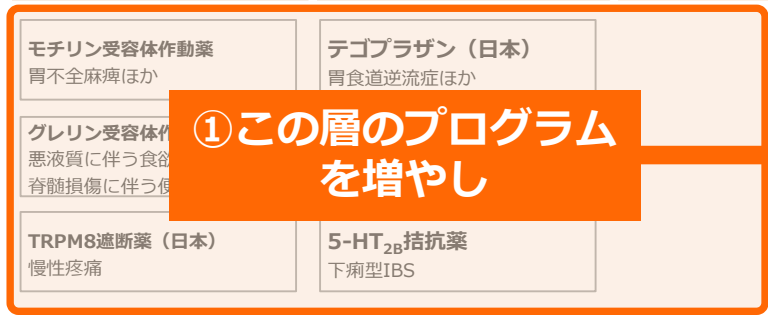 モチリン受容体作動薬
胃不全麻痺ほか
テゴプラザン（日本）
胃食道逆流症ほか
①この層のプログラム
を増やし
グレリン受容体作
悪液質に伴う食欲
脊髄損傷に伴う便
TRPM8遮断薬（日本）
慢性疼痛
5-HT2B拮抗薬
下痢型IBS